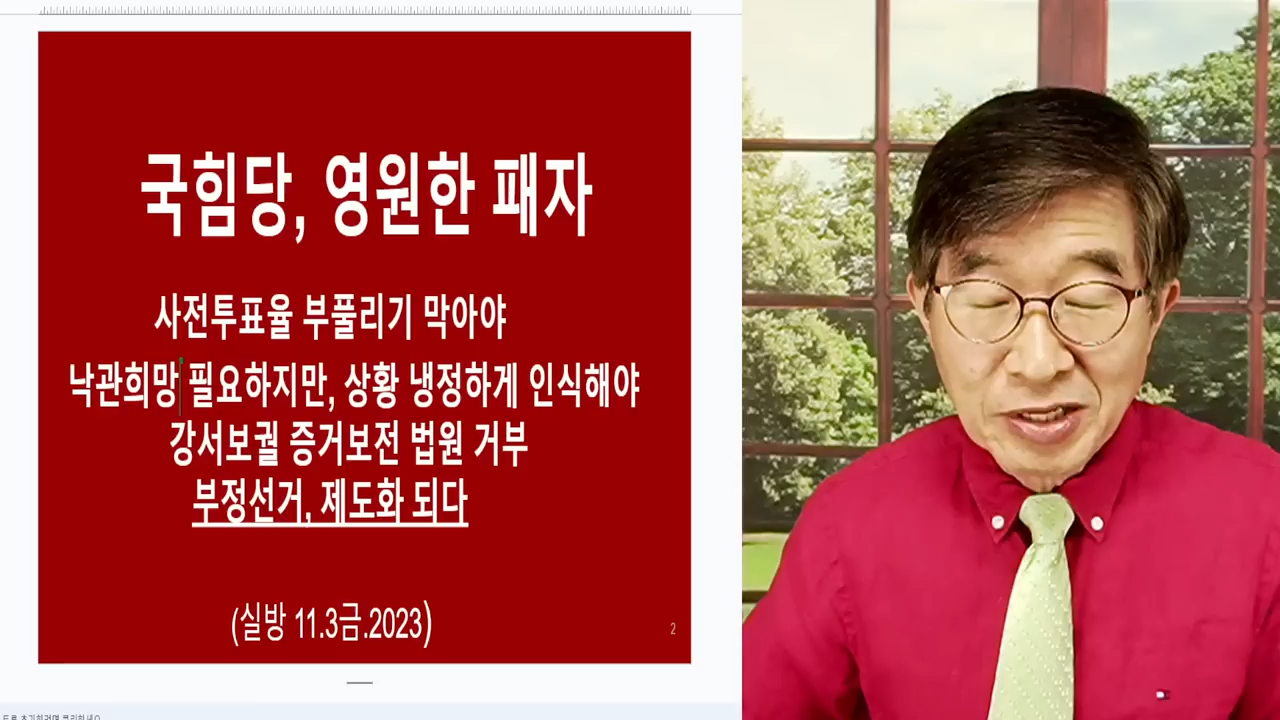 국힘당, 영원한 패자
사전투표율 부풀리기 막아야
낙관희망 필요하지만, 상황 냉정하게 인식해야
강서보궐 증거보전 법원 거부
부정선거, 제도화 되다
(실방 11.3금.2023)
2